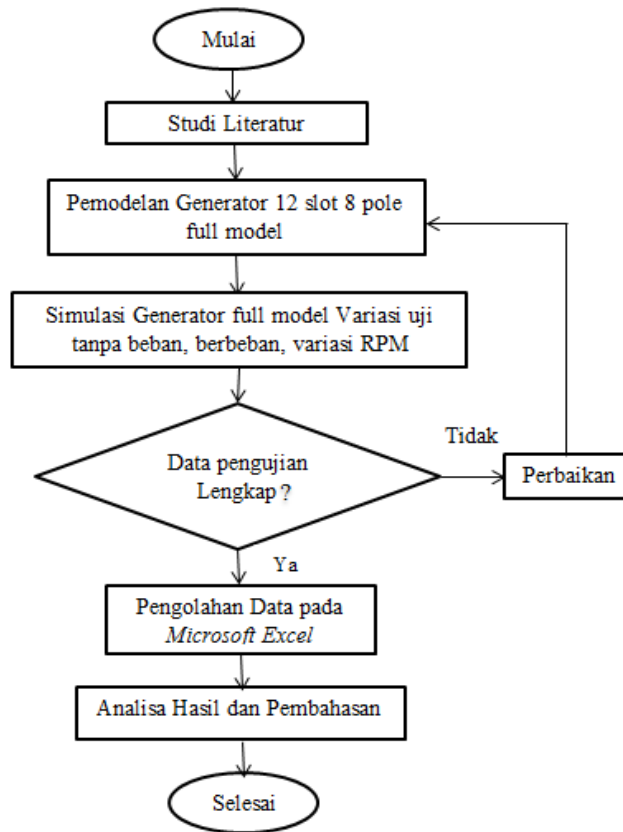 Mulai
Studi Literatur
Pemodelan Generator 12 slot 8 pole
full model
Simulasi Generator full model Variasi uji
tanpa beban, berbeban, variasi RPM
Data pengujian
Lengkap?
Tidak
Perbaikan
Ya
Pengolahan Data pada
Microsoft Excel
Analisa Hasil dan Pembahasan
Selesai